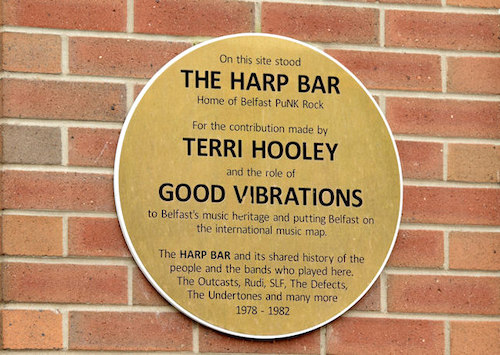 On this site stood
THE HARP BAR
Home of Belfast PuNK Rock
For the contribution made by
TERRI HOOLEY
and the role of
GOOD VIBRATIONS
to Belfast's music heritage and putting Belfast on
the international music map.
The HARP BAR and its shared history of the
people and the bands who played here.
The Outcasts, Rudi, SLF, The Defects,
The Undertones and many more
1978 - 1982